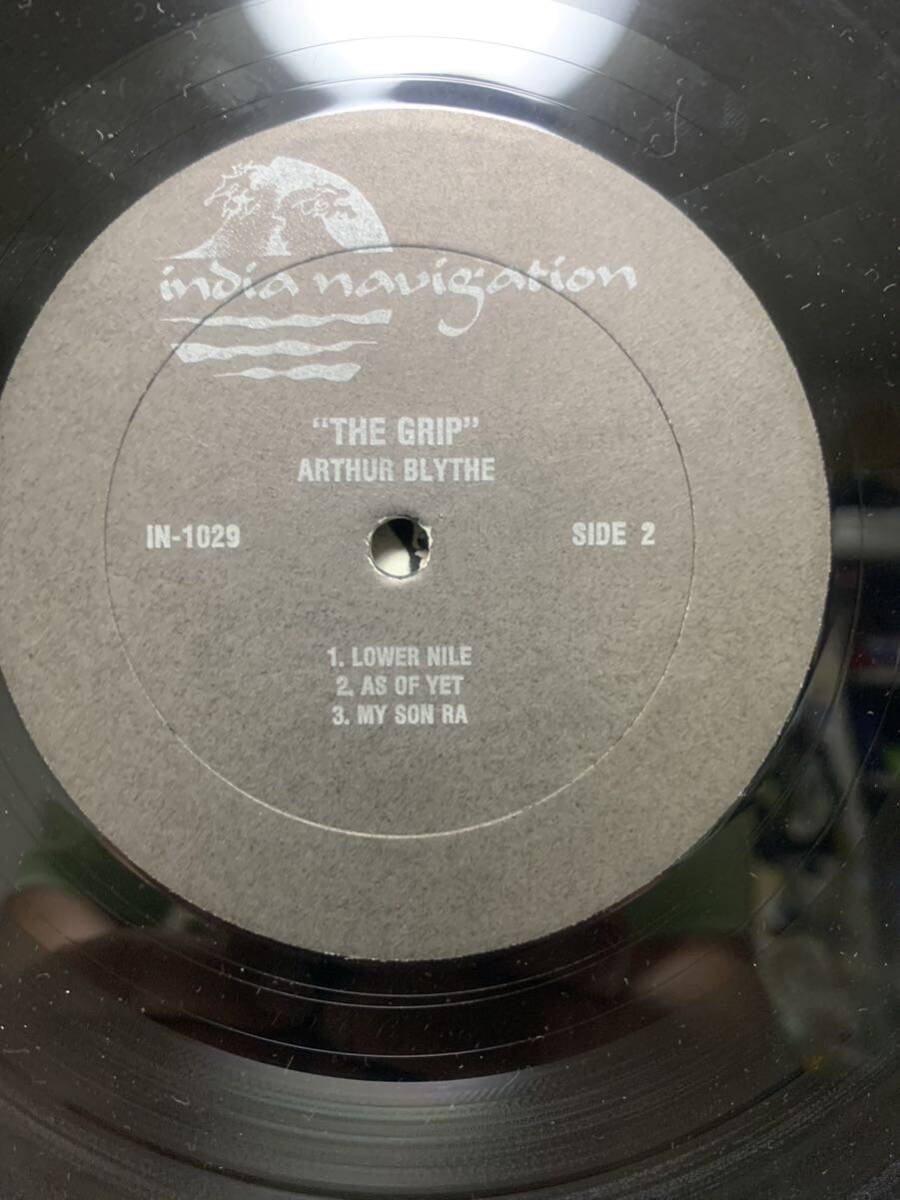 india navigation
“THE GRIP”
ARTHUR BLYTHE
IN-1029
SIDE 2
1. LOWER NILE
2. AS OF YET
3. MY SON RA